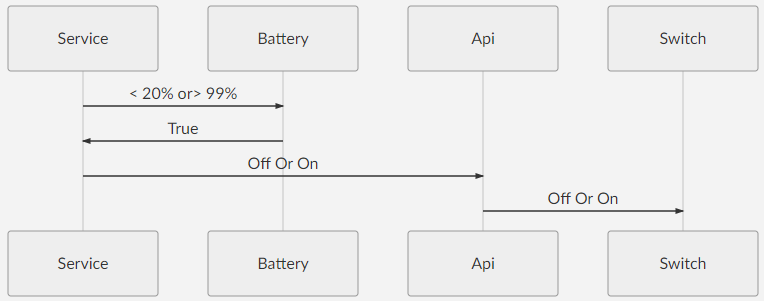 Service
Battery
Api
Switch
< 20% or> 99%
True
Off Or On
Off Or On
Service
Battery
Api
Switch